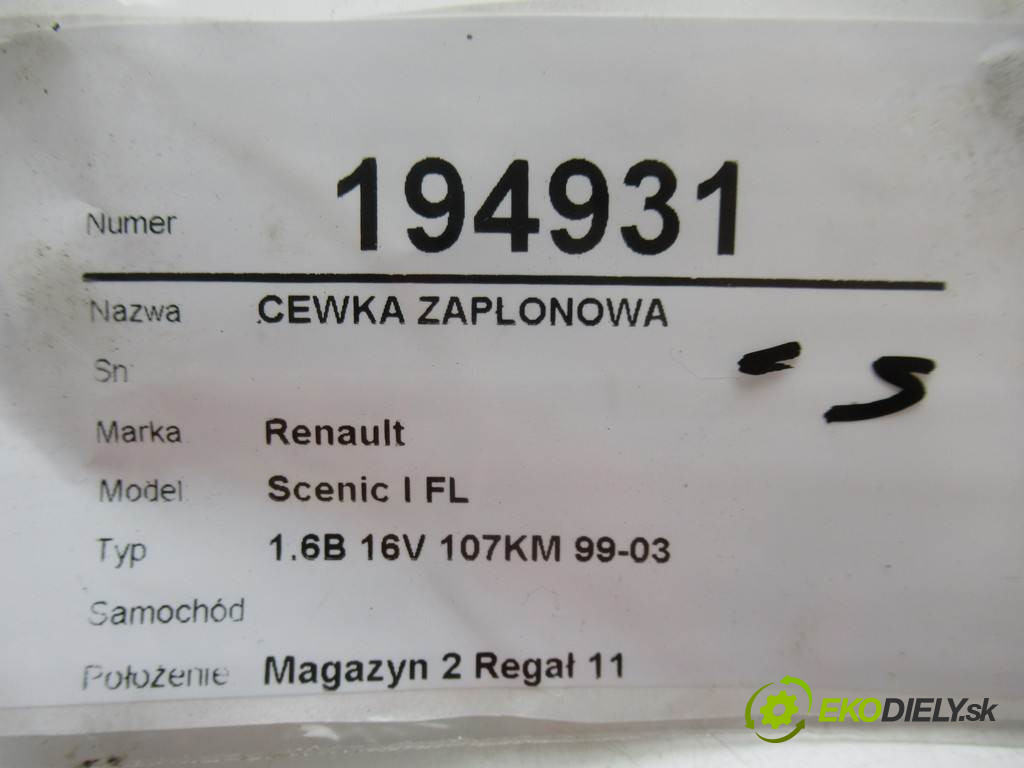 Numer 194931
Nazwa CEWKA ZAPŁONOWA
Sn
- S
Marka Renault
Model Scenic I FL
Typ 1.6B 16V 107KM 99-03
Samochód
Położenie Magazyn 2 Regał 11
EKODIELY.sk